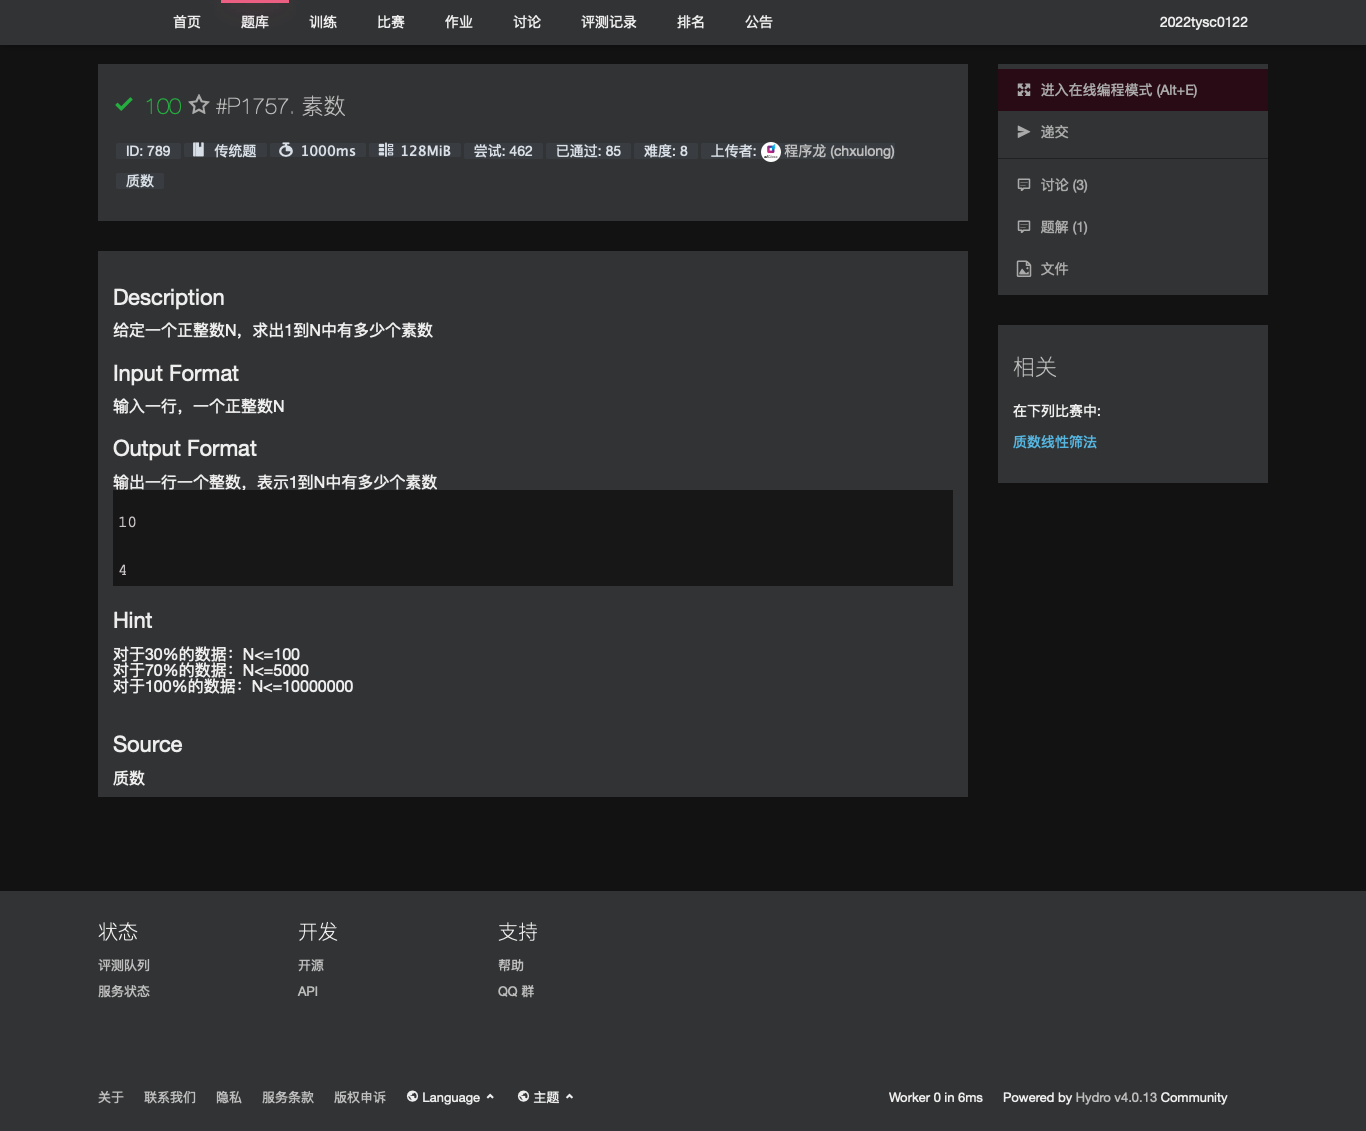 首页 题库 训练 比赛 作业 讨论 评测记录 排名 公告 2022tysc0122
100 #P1757. 素数
ID: 789 传统题 1000ms 128MiB 尝试: 462 已通过: 85 难度: 8 上传者: 程序龙 (chxulong)
质数
Description
给定一个正整数N，求出1到N中有多少个素数
Input Format
输入一行，一个正整数N
Output Format
输出一行一个整数，表示1到N中有多少个素数
10
4
Hint
对于30%的数据：N<=100
对于70%的数据：N<=5000
对于100%的数据：N<=10000000
Source
质数
进入在线编程模式 (Alt+E)
递交
讨论 (3)
题解 (1)
文件
相关
在下列比赛中:
质数线性筛法
状态 开发 支持
评测队列 开源 帮助
服务状态 API QQ 群
关于 联系我们 隐私 服务条款 版权申诉 Language 主题 Worker 0 in 6ms Powered by Hydro v4.0.13 Community